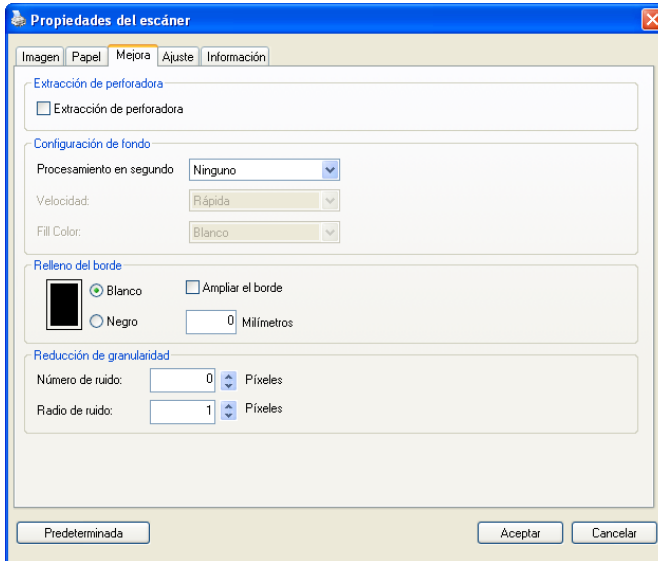 Propiedades del escáner
Imagen Papel Mejora Ajuste Información
Extracción de perforadora
Extracción de perforadora
Configuración de fondo
Procesamiento en segundo Ninguno
Velocidad: Rápida
Fill Color: Blanco
Relleno del borde
Blanco Ampliar el borde
Negro 0 Milímetros
Reducción de granularidad
Número de ruido: 0 Píxeles
Radio de ruido: 1 Píxeles
Predeterminada Aceptar Cancelar